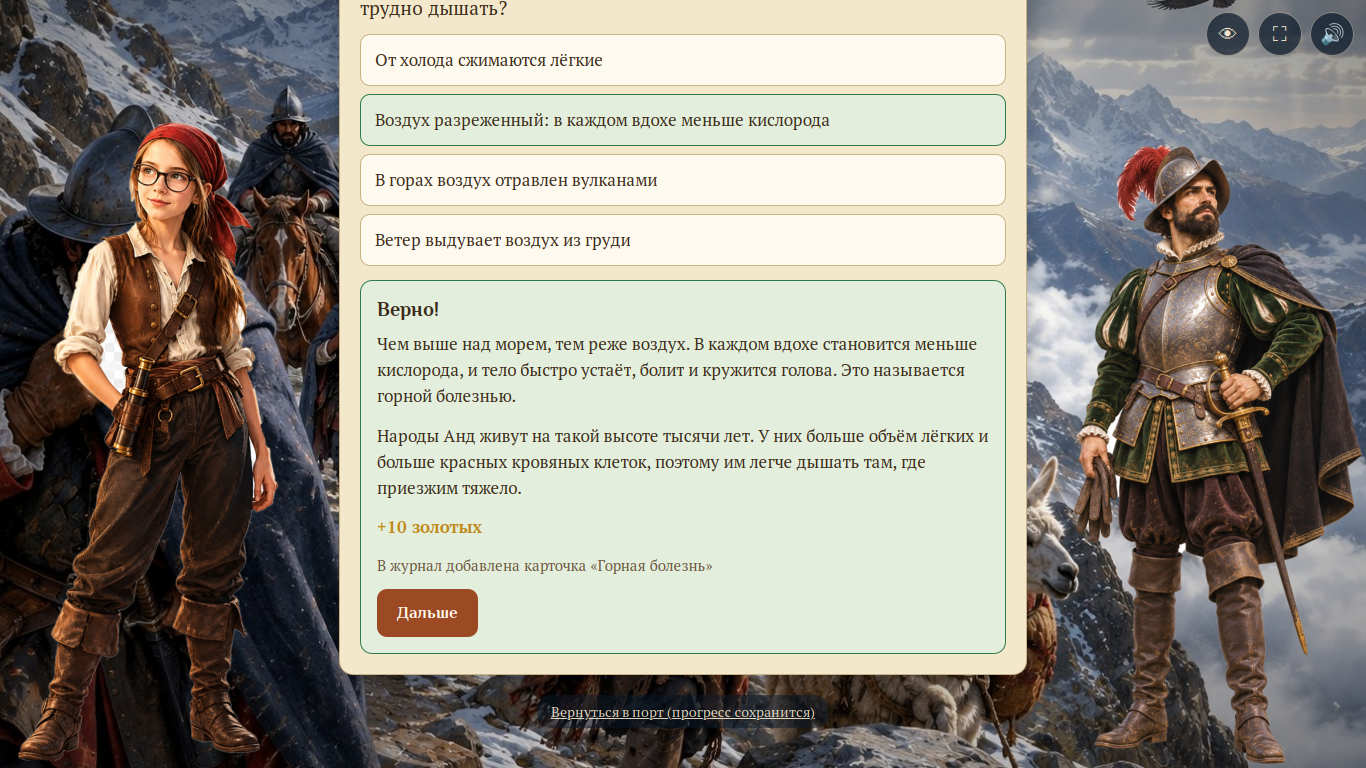 трудно дышать?
От холода сжимаются лёгкие
Воздух разреженный: в каждом вдохе меньше кислорода
В горах воздух отравлен вулканами
Ветер выдувает воздух из груди
Верно!
Чем выше над морем, тем реже воздух. В каждом вдохе становится меньше
кислорода, и тело быстро устаёт, болит и кружится голова. Это называется
горной болезнью.
Народы Анд живут на такой высоте тысячи лет. У них больше объём лёгких и
больше красных кровяных клеток, поэтому им легче дышать там, где
приезжим тяжело.
+10 золотых
В журнал добавлена карточка «Горная болезнь»
Дальше
Вернуться в порт (прогресс сохранится)